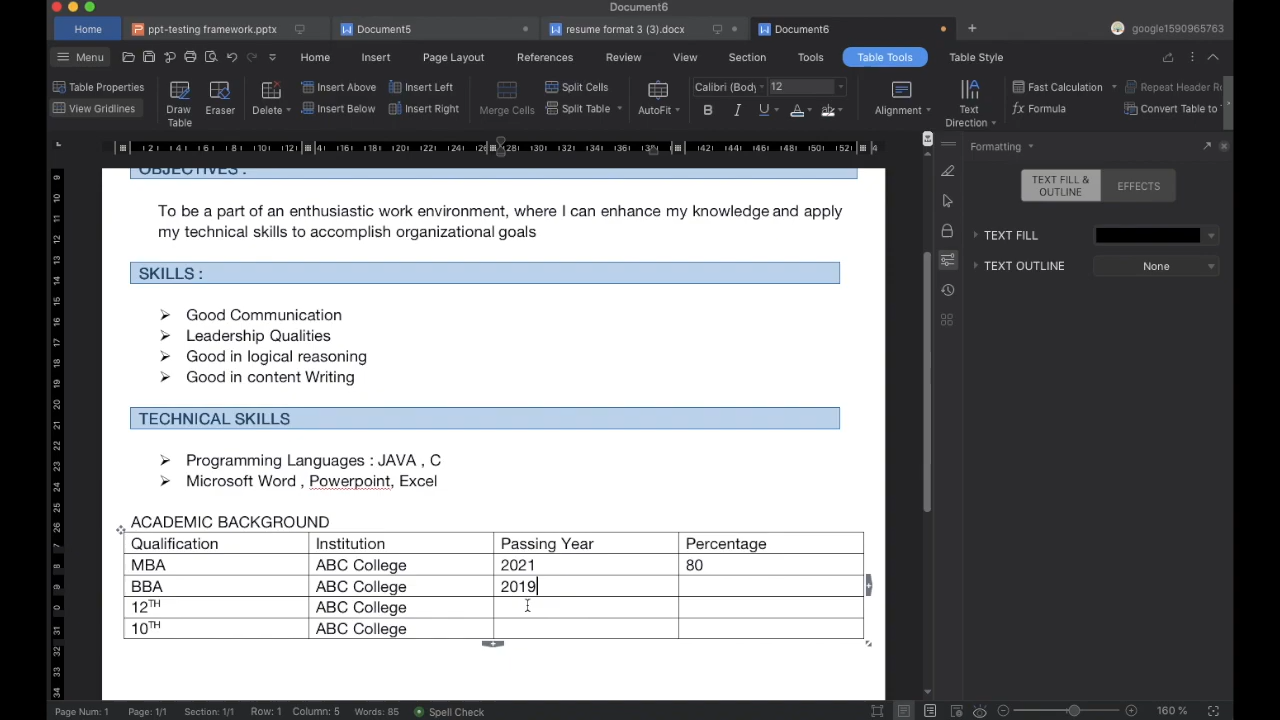 Document6
Home
ppt-testing framework.pptx
Document5
resume format 3 (3).docx
Document6
google1590965763
Menu
Home
Insert
Page Layout
References
Review
View
Section
Tools
Table Tools
Table Style
Table Properties
View Gridlines
Draw Table
Eraser
Delete
Insert Above
Insert Below
Insert Left
Insert Right
Merge Cells
Split Cells
Split Table
AutoFit
Calibri (Body
12
B I U A ab
Alignment
Text Direction
Fast Calculation
fx Formula
Repeat Header R
Convert Table to
OBJECTIVES :
To be a part of an enthusiastic work environment, where I can enhance my knowledge and apply
my technical skills to accomplish organizational goals
SKILLS :
Good Communication
Leadership Qualities
Good in logical reasoning
Good in content Writing
TECHNICAL SKILLS
Programming Languages : JAVA , C
Microsoft Word , Powerpoint, Excel
ACADEMIC BACKGROUND
Qualification Institution Passing Year Percentage
MBA ABC College 2021 80
BBA ABC College 2019
12TH ABC College
10TH ABC College
Formatting
TEXT FILL & OUTLINE
EFFECTS
TEXT FILL
TEXT OUTLINE
None
Page Num: 1 Page: 1/1 Section: 1/1 Row: 1 Column: 5 Words: 85 Spell Check
160 %